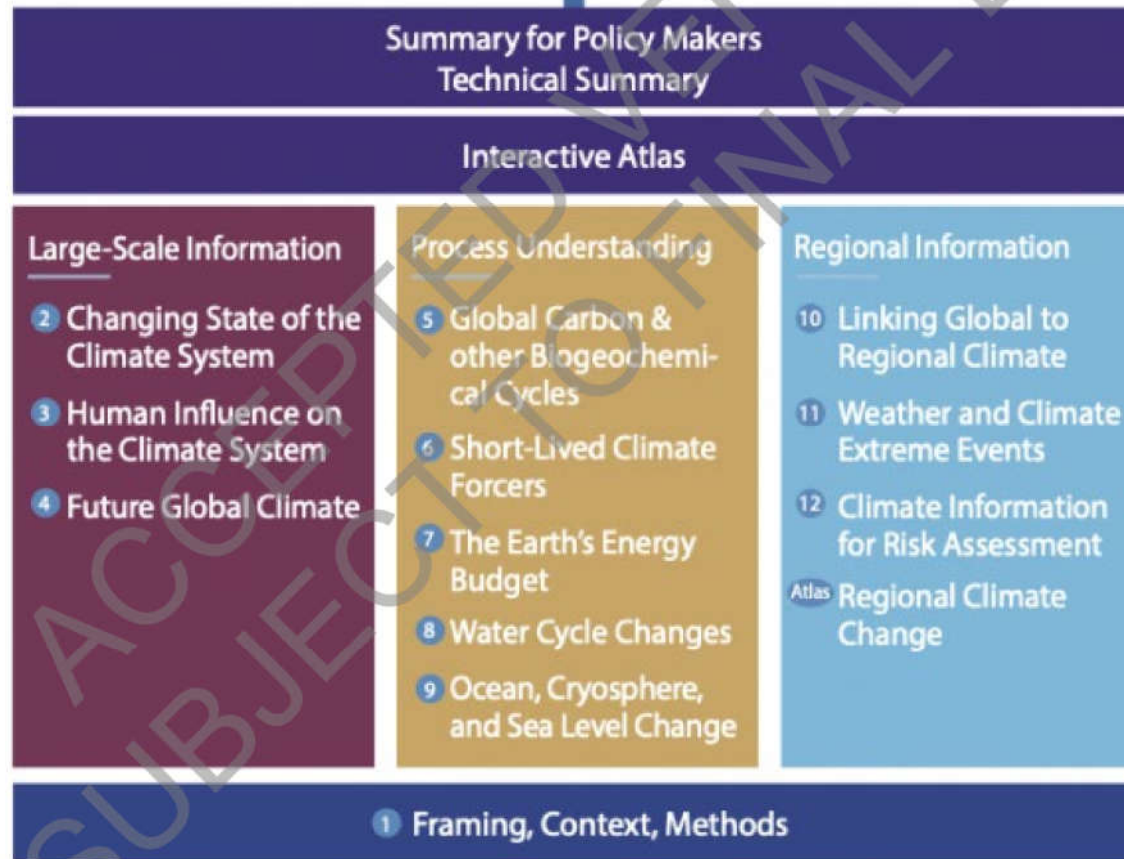 Summary for Policy Makers
Technical Summary
Interactive Atlas
Large-Scale Information
2 Changing State of the
Climate System
3 Human Influence on
the Climate System
4 Future Global Climate
Process Understanding
5 Global Carbon &
other Biogeochemi-
cal Cycles
6 Short-Lived Climate
Forcers
7 The Earth's Energy
Budget
8 Water Cycle Changes
9 Ocean, Cryosphere,
and Sea Level Change
Regional Information
10 Linking Global to
Regional Climate
11 Weather and Climate
Extreme Events
12 Climate Information
for Risk Assessment
Atlas Regional Climate
Change
1 Framing, Context, Methods
ACCEPTED
SUBJECT TO FINAL